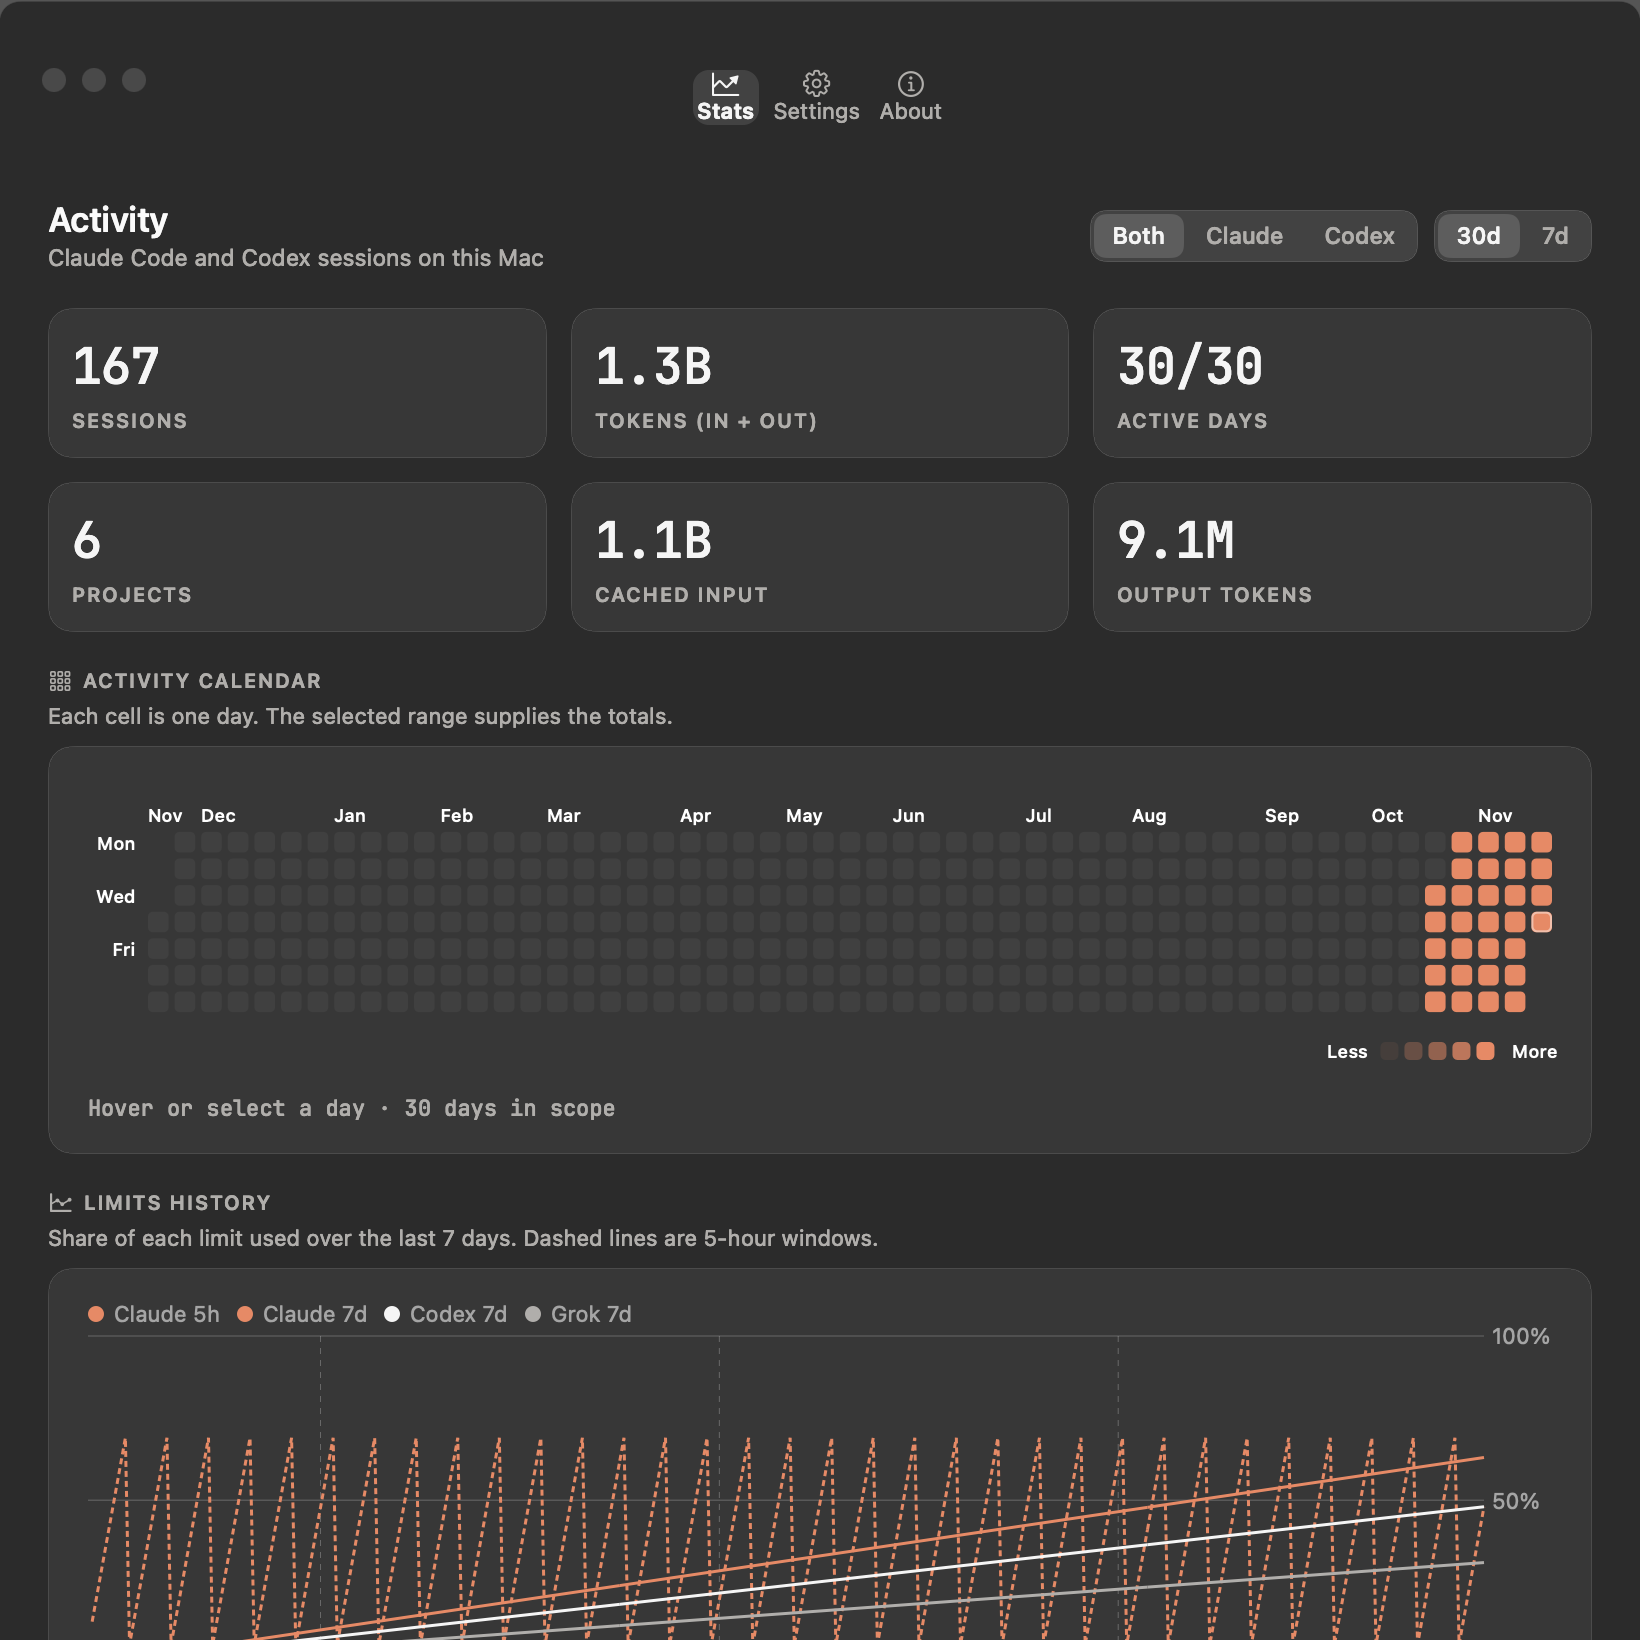 Stats Settings About
Activity
Claude Code and Codex sessions on this Mac
Both Claude Codex 30d 7d
167
SESSIONS
1.3B
TOKENS (IN + OUT)
30/30
ACTIVE DAYS
6
PROJECTS
1.1B
CACHED INPUT
9.1M
OUTPUT TOKENS
ACTIVITY CALENDAR
Each cell is one day. The selected range supplies the totals.
Nov Dec Jan Feb Mar Apr May Jun Jul Aug Sep Oct Nov
Mon
Wed
Fri
Less More
Hover or select a day · 30 days in scope
LIMITS HISTORY
Share of each limit used over the last 7 days. Dashed lines are 5-hour windows.
Claude 5h Claude 7d Codex 7d Grok 7d
100%
50%